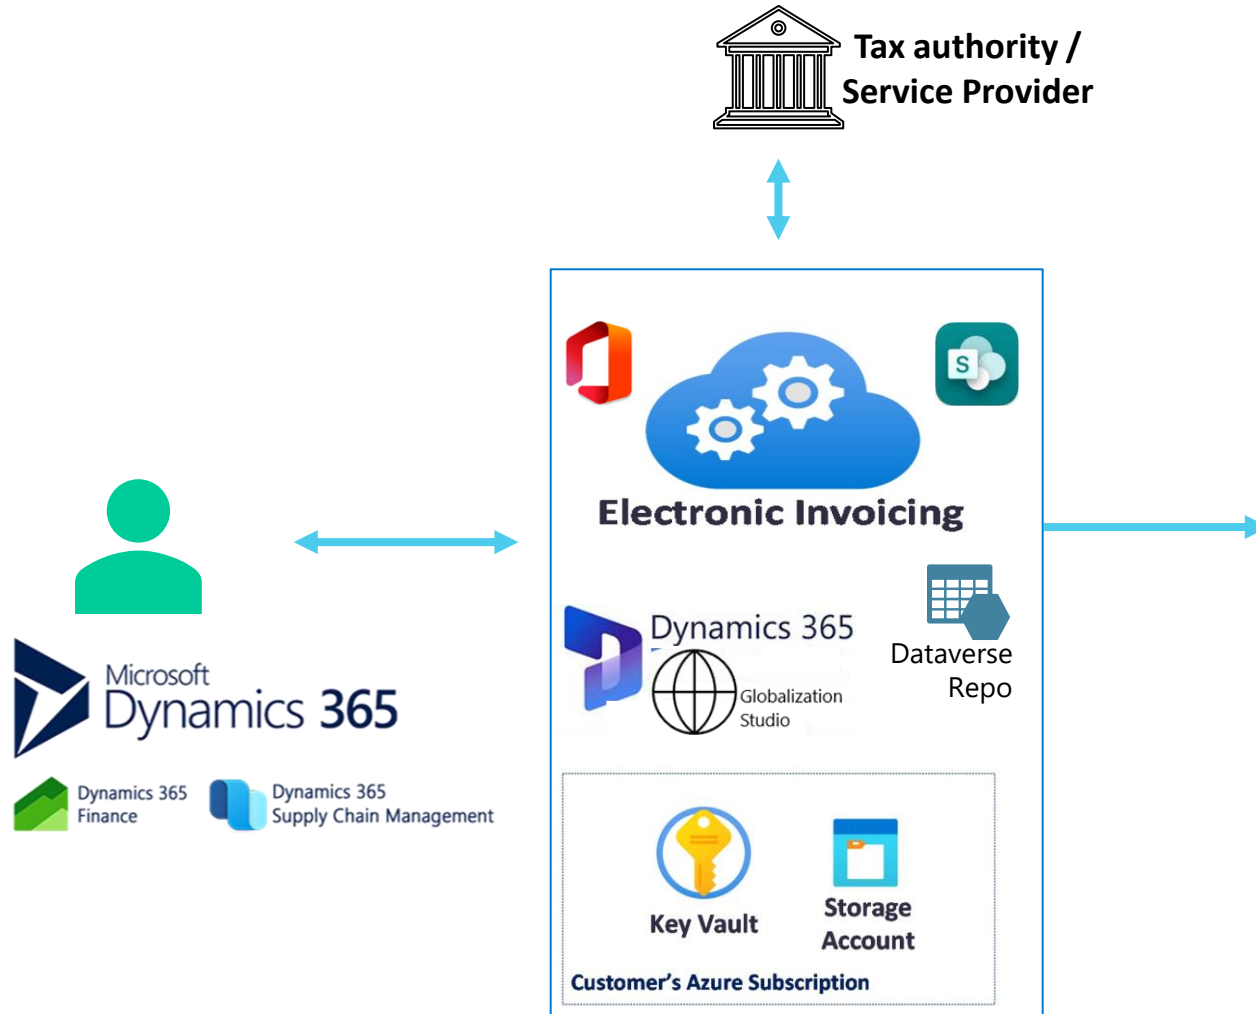 Tax authority /
Service Provider
S
Electronic Invoicing
Dynamics 365
Globalization
Studio
Dataverse
Repo
Microsoft
Dynamics 365
Dynamics 365
Finance
Dynamics 365
Supply Chain Management
Key Vault
Storage
Account
Customer's Azure Subscription